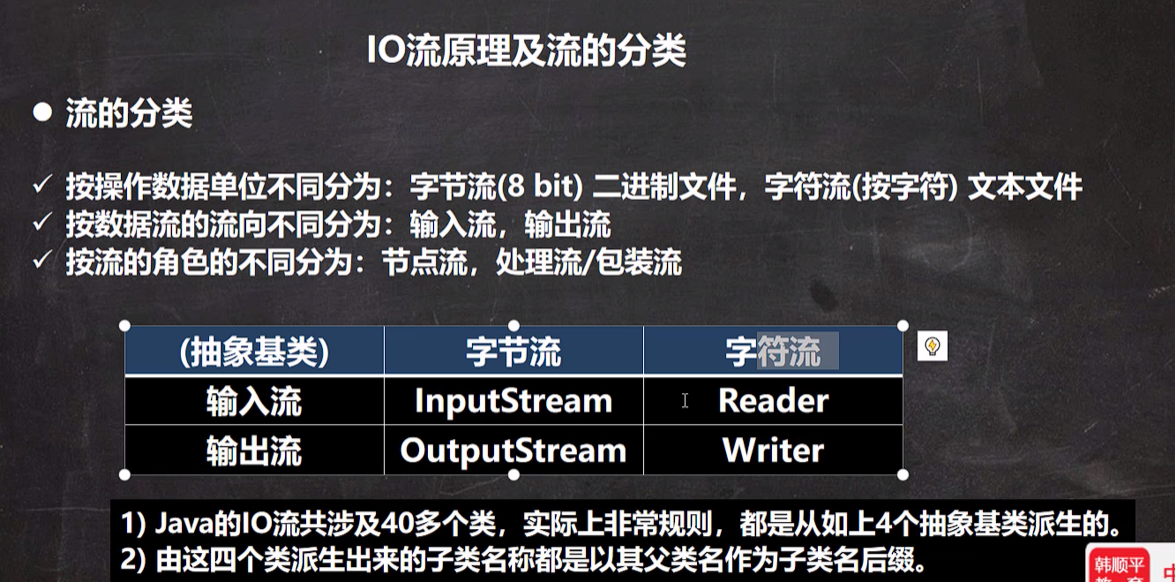 IO流原理及流的分类
● 流的分类
✓ 按操作数据单位不同分为：字节流(8 bit) 二进制文件，字符流(按字符) 文本文件
✓ 按数据流的流向不同分为：输入流，输出流
✓ 按流的角色的不同分为：节点流，处理流/包装流
(抽象基类) 字节流 字符流
输入流 InputStream Reader
输出流 OutputStream Writer
1) Java的IO流共涉及40多个类，实际上非常规则，都是从如上4个抽象基类派生的。
2) 由这四个类派生出来的子类名称都是以其父类名作为子类名后缀。
韩顺平